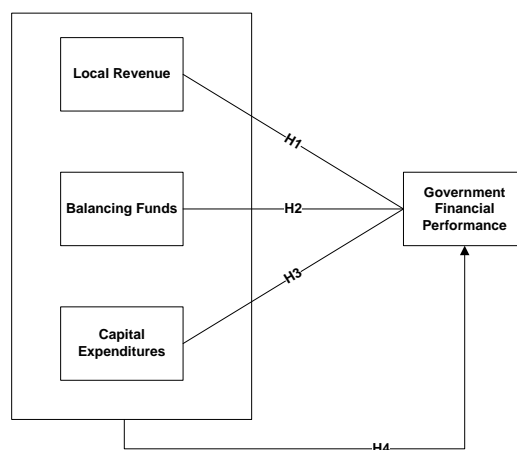 Local Revenue
H1
Balancing Funds
H2
Government
Financial
Performance
H3
Capital
Expenditures
H4